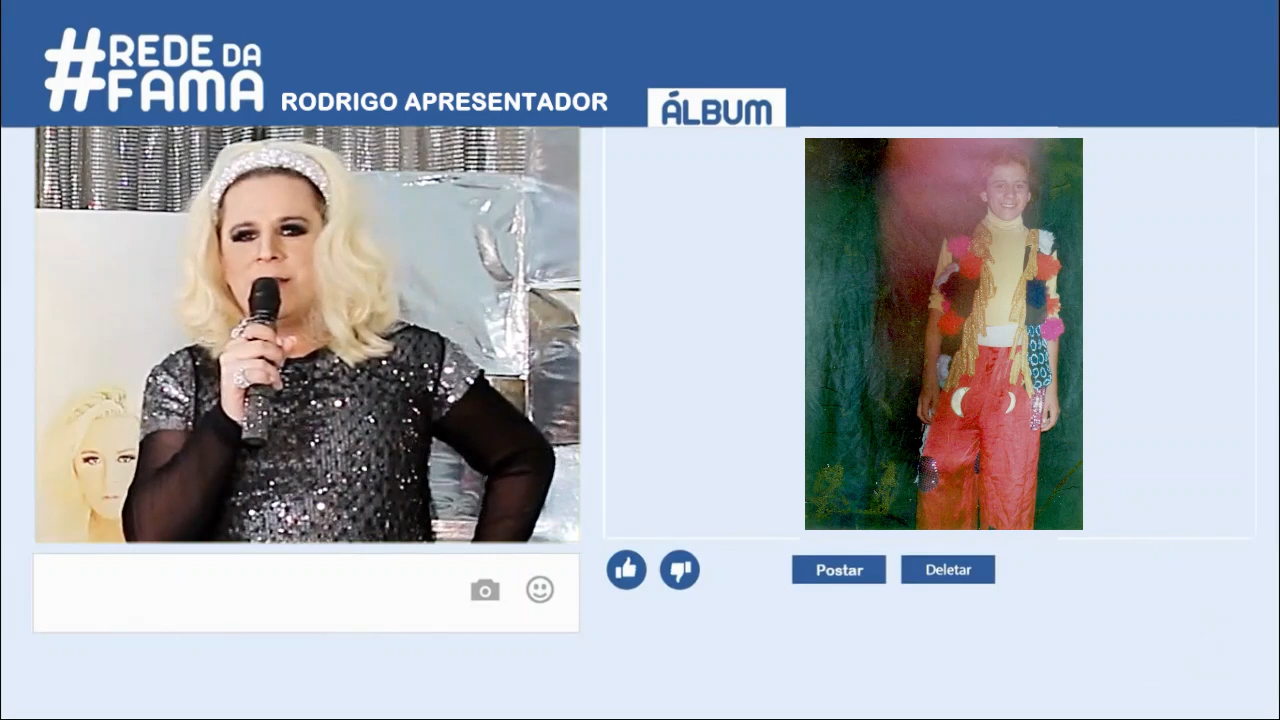 #REDE DA
FAMA
RODRIGO APRESENTADOR
ÁLBUM
Postar
Deletar